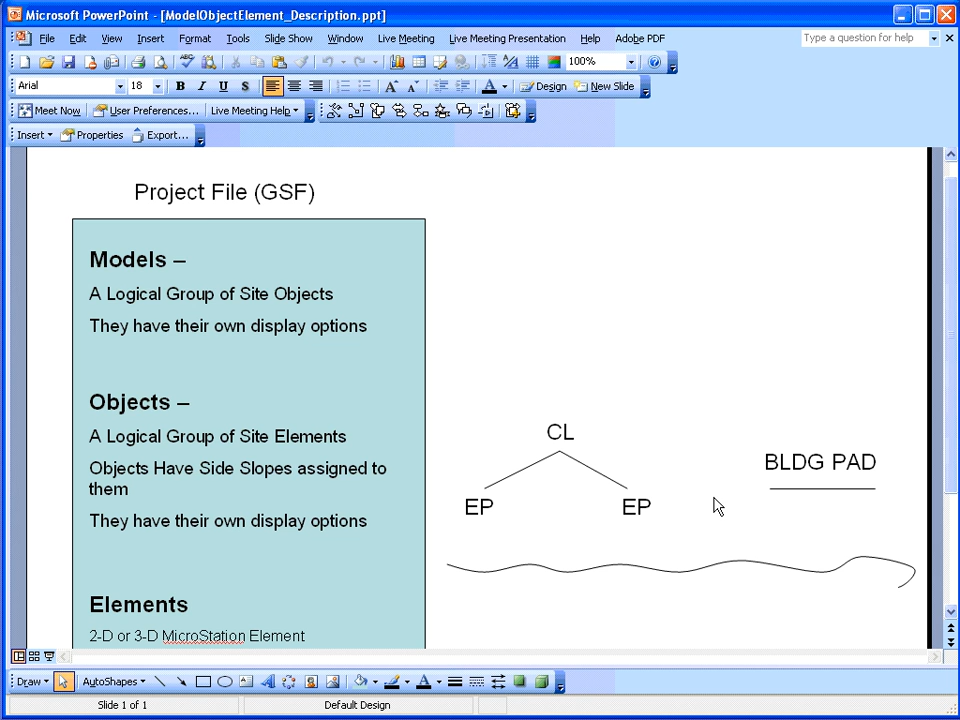 Microsoft PowerPoint - [ModelObjectElement_Description.ppt]
File Edit View Insert Format Tools Slide Show Window Live Meeting Live Meeting Presentation Help Adobe PDF Type a question for help
100%
Arial 18 B I U S Design New Slide
Meet Now User Preferences... Live Meeting Help
Insert Properties Export...
Project File (GSF)
Models –
A Logical Group of Site Objects
They have their own display options
Objects –
A Logical Group of Site Elements
Objects Have Side Slopes assigned to
them
They have their own display options
Elements
2-D or 3-D MicroStation Element
CL
EP EP
BLDG PAD
Draw AutoShapes
Slide 1 of 1 Default Design